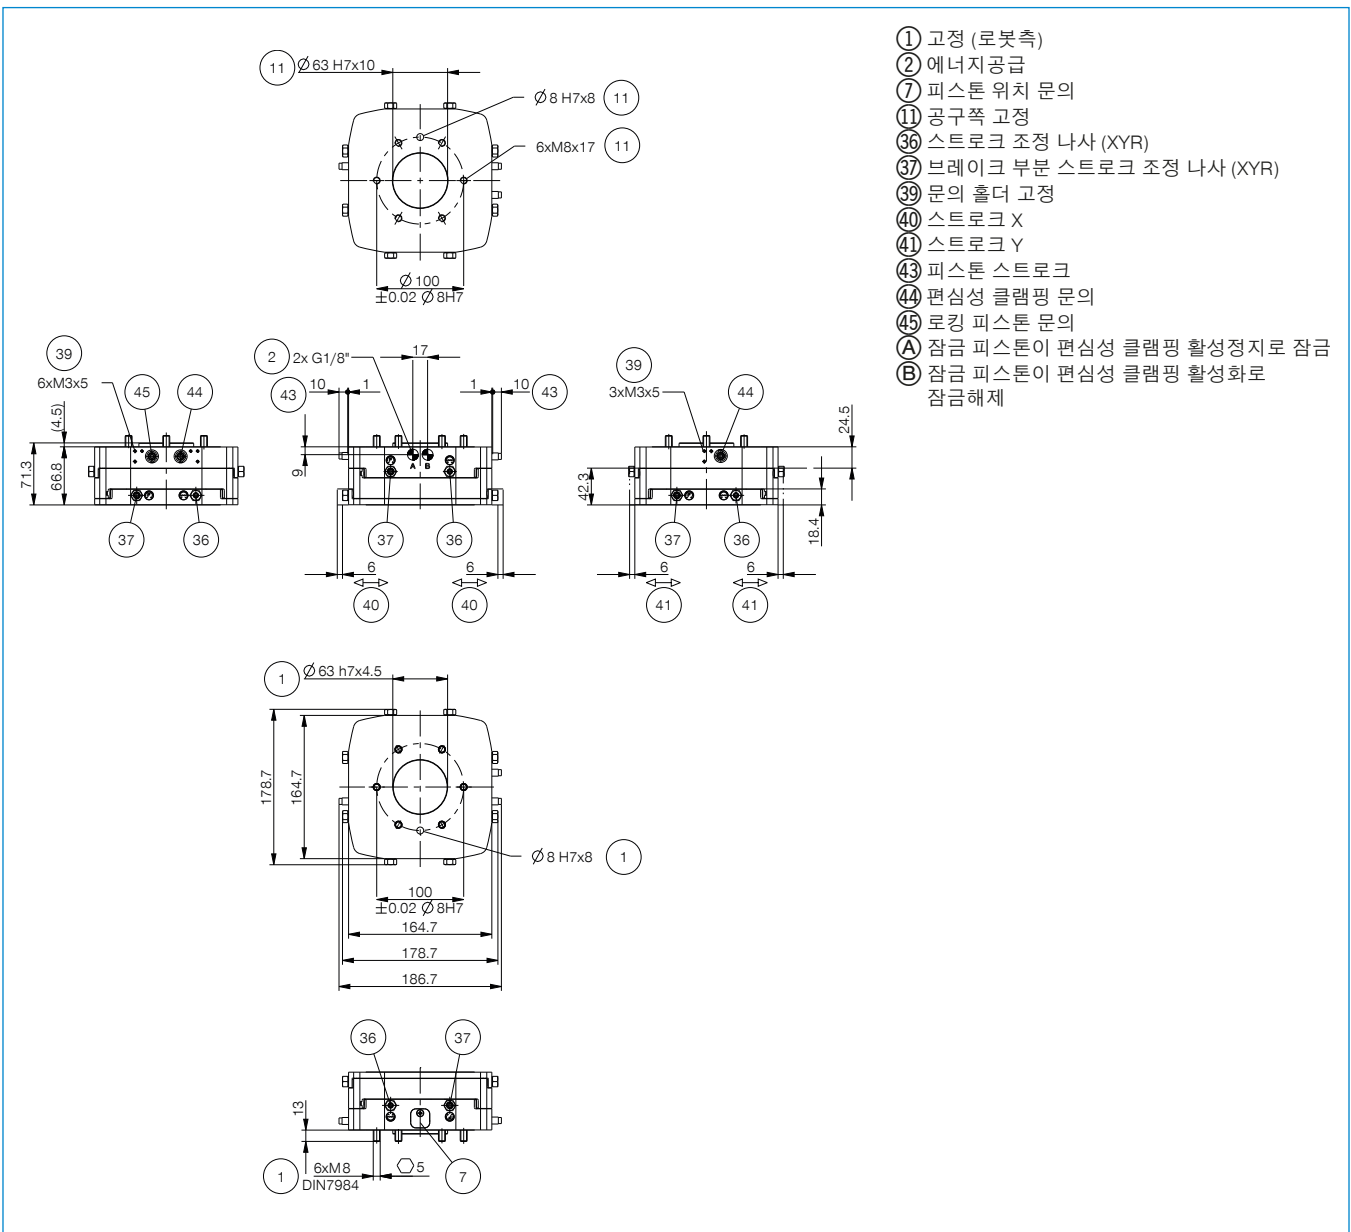 ① 고정 (로봇측)
② 에너지공급
⑦ 피스톤 위치 문의
⑪ 공구쪽 고정
㊱ 스트로크 조정 나사 (XYR)
㊲ 브레이크 부분 스트로크 조정 나사 (XYR)
㊴ 문의 홀더 고정
㊵ 스트로크 X
㊶ 스트로크 Y
㊸ 피스톤 스트로크
㊹ 편심성 클램핑 문의
㊺ 로킹 피스톤 문의
Ⓐ 잠금 피스톤이 편심성 클램핑 활성정지로 잠금
Ⓑ 잠금 피스톤이 편심성 클램핑 활성화로
잠금해제
11 Ø 63 H7x10
Ø 8 H7x8 11
6xM8x17 11
Ø 100
±0.02 Ø 8H7
39
6xM3x5
45
44
(4.5)
71.3
66.8
37
36
2 2x G1/8"
17
43
10
1
1
10
43
9
A
B
37
36
6
6
40
40
39
3xM3x5
44
24.5
42.3
18.4
37
36
6
6
41
41
1 Ø 63 h7x4.5
178.7
164.7
Ø 8 H7x8 1
100
±0.02 Ø 8H7
164.7
178.7
186.7
36
37
13
1
6xM8
DIN7984
5
7